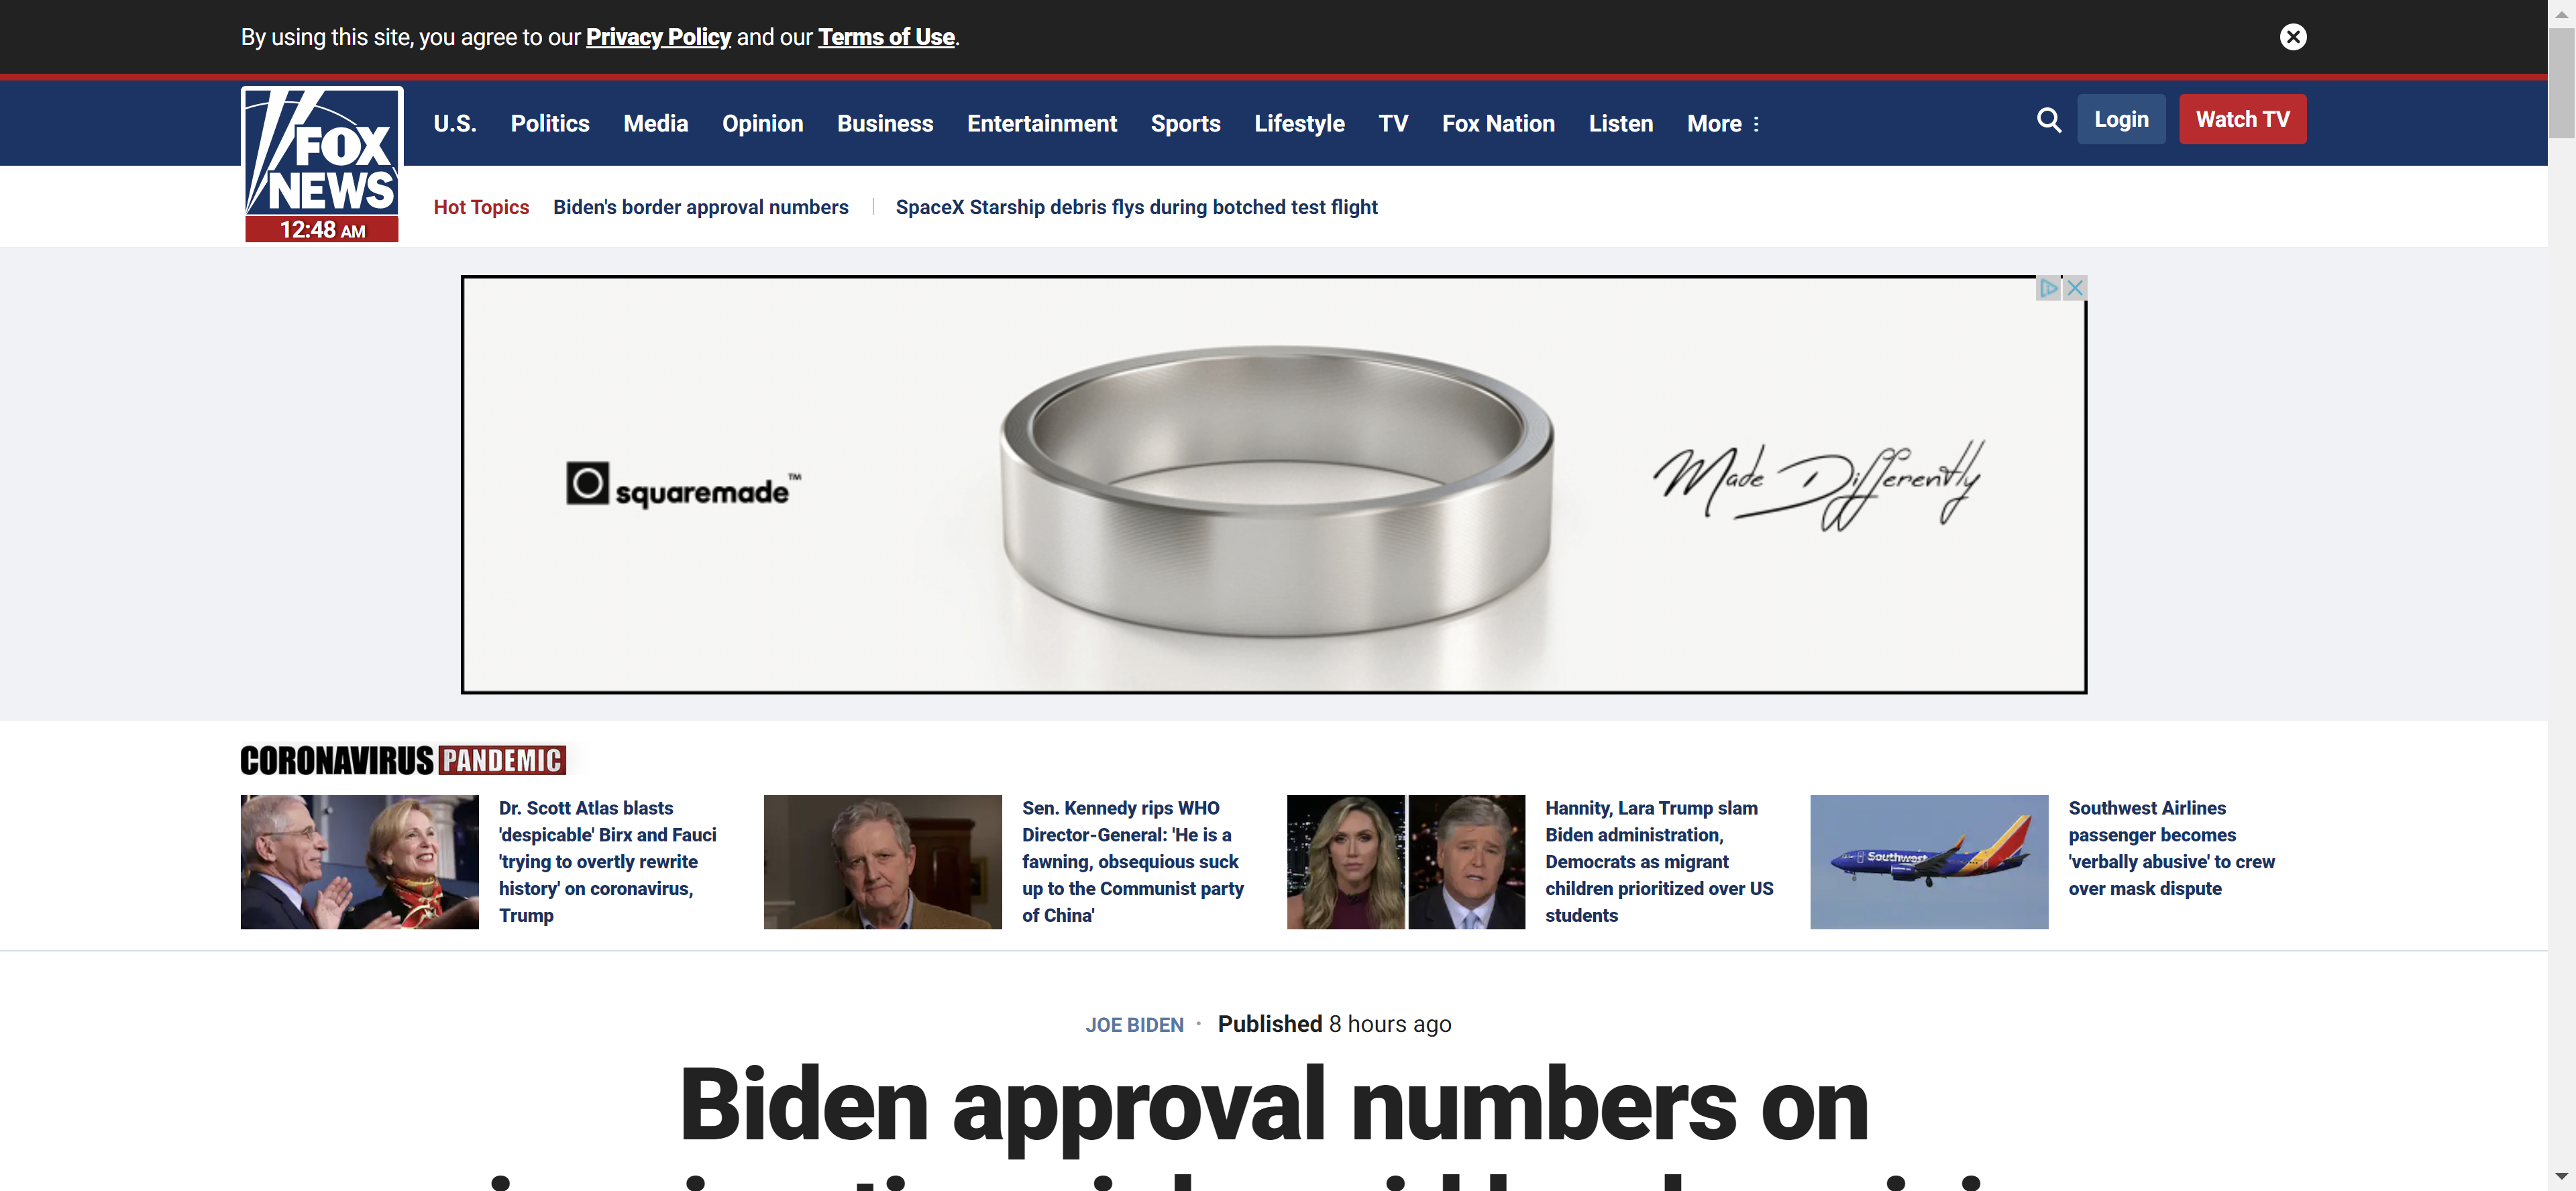 By using this site, you agree to our Privacy Policy and our Terms of Use.
FOX
NEWS
12:48 AM
U.S. Politics Media Opinion Business Entertainment Sports Lifestyle TV Fox Nation Listen More
Login
Watch TV
Hot Topics Biden's border approval numbers SpaceX Starship debris flys during botched test flight
squaremade™
Made Differently
CORONAVIRUS PANDEMIC
Dr. Scott Atlas blasts
'despicable' Birx and Fauci
'trying to overtly rewrite
history' on coronavirus,
Trump
Sen. Kennedy rips WHO
Director-General: 'He is a
fawning, obsequious suck
up to the Communist party
of China'
Hannity, Lara Trump slam
Biden administration,
Democrats as migrant
children prioritized over US
students
Southwest
Southwest Airlines
passenger becomes
'verbally abusive' to crew
over mask dispute
JOE BIDEN · Published 8 hours ago
Biden approval numbers on